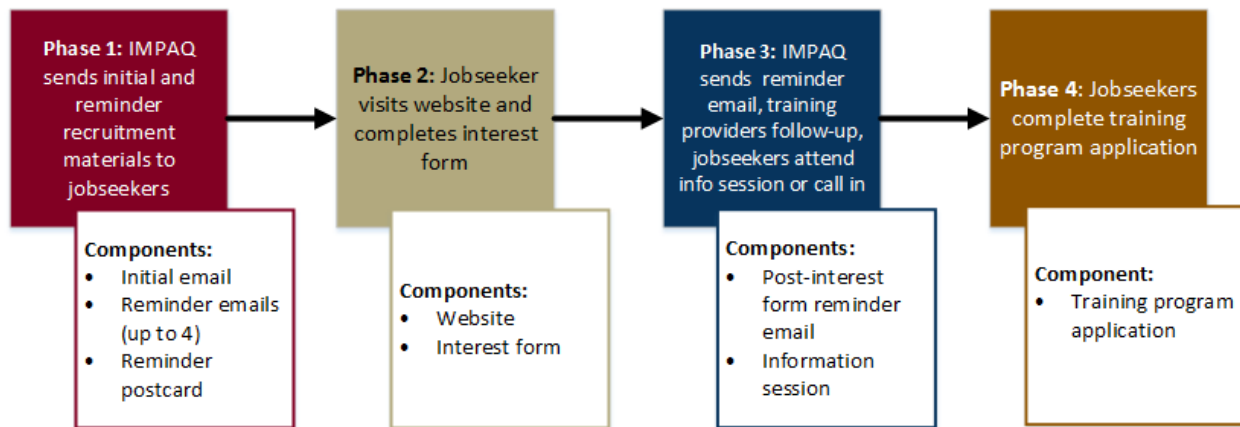 Phase 1: IMPAQ
sends initial and
reminder
recruitment
materials to
jobseekers
Components:
• Initial email
• Reminder emails
(up to 4)
• Reminder
postcard
Phase 2: Jobseeker
visits website and
completes interest
form
Components:
• Website
• Interest form
Phase 3: IMPAQ
sends reminder
email, training
providers follow-up,
jobseekers attend
info session or call in
Components:
• Post-interest
form reminder
email
• Information
session
Phase 4: Jobseekers
complete training
program application
Component:
• Training program
application